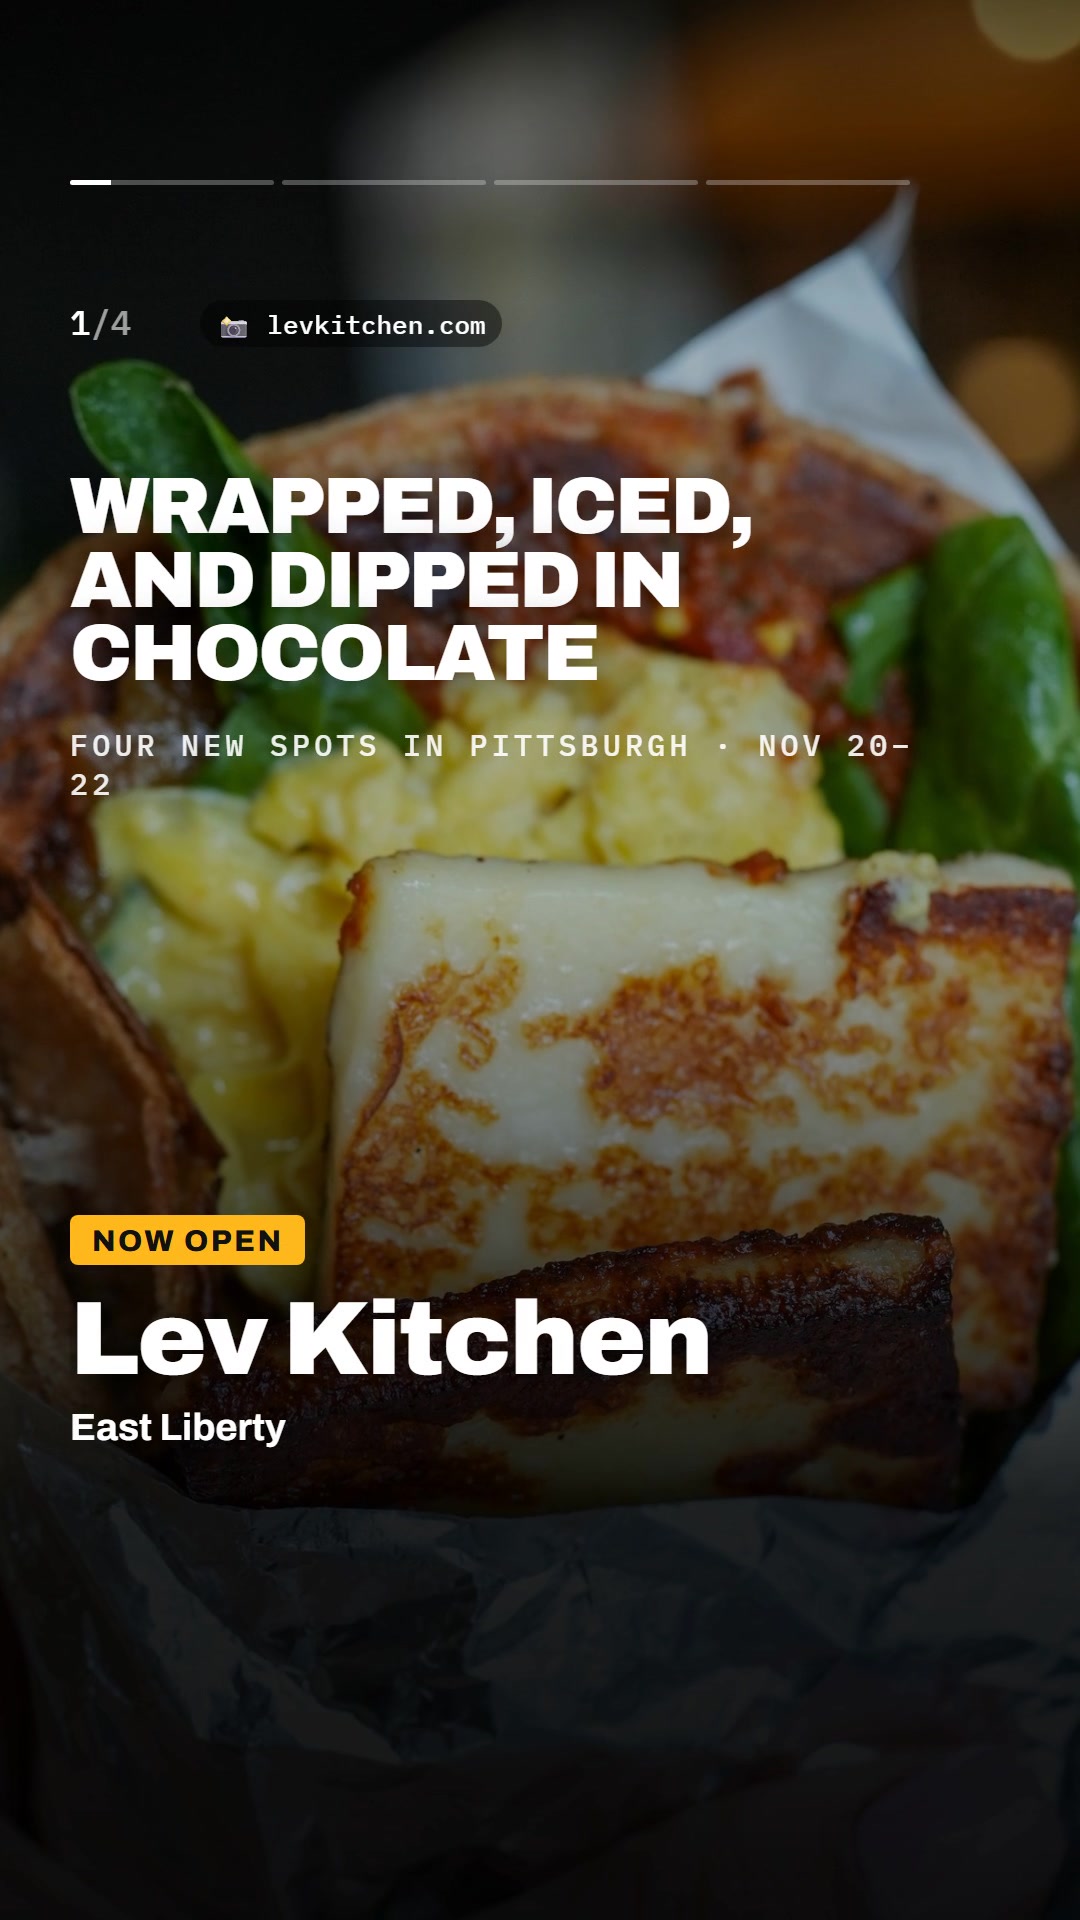 1/4
📸 levkitchen.com
WRAPPED, ICED,
AND DIPPED IN
CHOCOLATE
FOUR NEW SPOTS IN PITTSBURGH · NOV 20–
22
NOW OPEN
Lev Kitchen
East Liberty